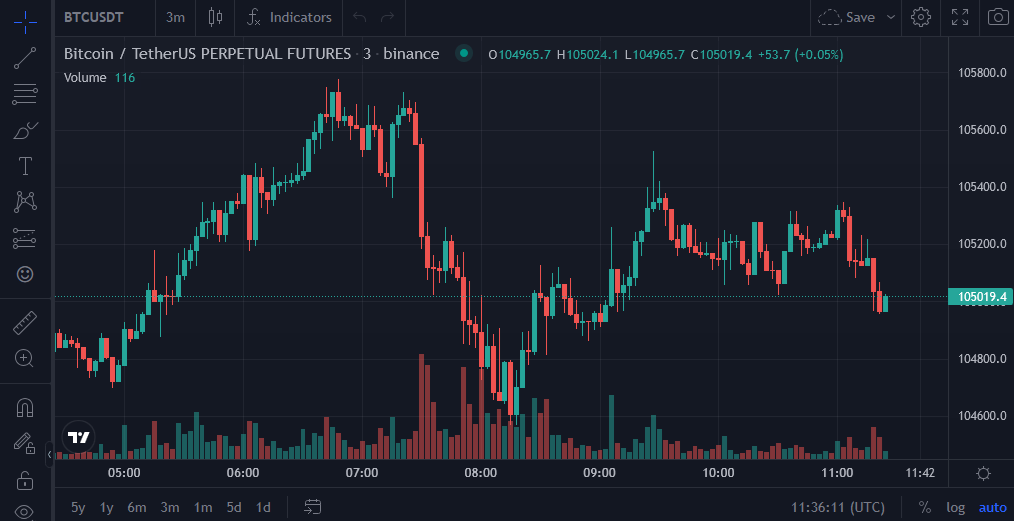 BTCUSDT 3m Indicators Save
Bitcoin / TetherUS PERPETUAL FUTURES · 3 · binance O104965.7 H105024.1 L104965.7 C105019.4 +53.7 (+0.05%)
Volume 116
105800.0
105600.0
105400.0
105200.0
105019.4
104800.0
104600.0
05:00 06:00 07:00 08:00 09:00 10:00 11:00 11:42
5y 1y 6m 3m 1m 5d 1d 11:36:11 (UTC) % log auto